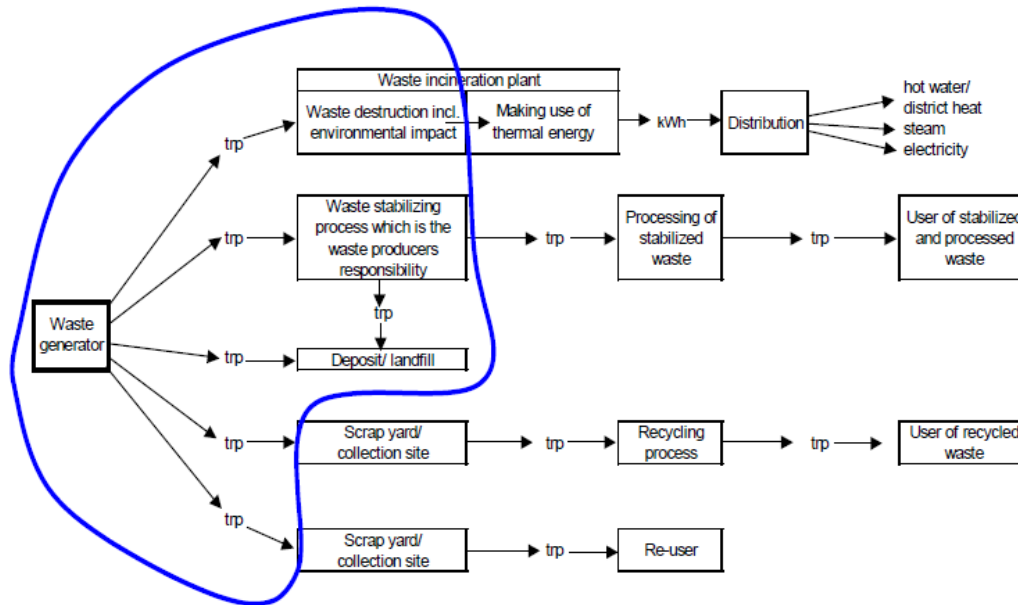 Waste incineration plant
Waste destruction incl.
environmental impact
Making use of
thermal energy
trp
kWh
Distribution
hot water/
district heat
steam
electricity
trp
Waste stabilizing
process which is the
waste producers
responsibility
trp
Processing of
stabilized
waste
trp
User of stabilized
and processed
waste
trp
Waste
generator
trp
Deposit/ landfill
trp
Scrap yard/
collection site
trp
Recycling
process
trp
User of recycled
waste
trp
Scrap yard/
collection site
trp
Re-user